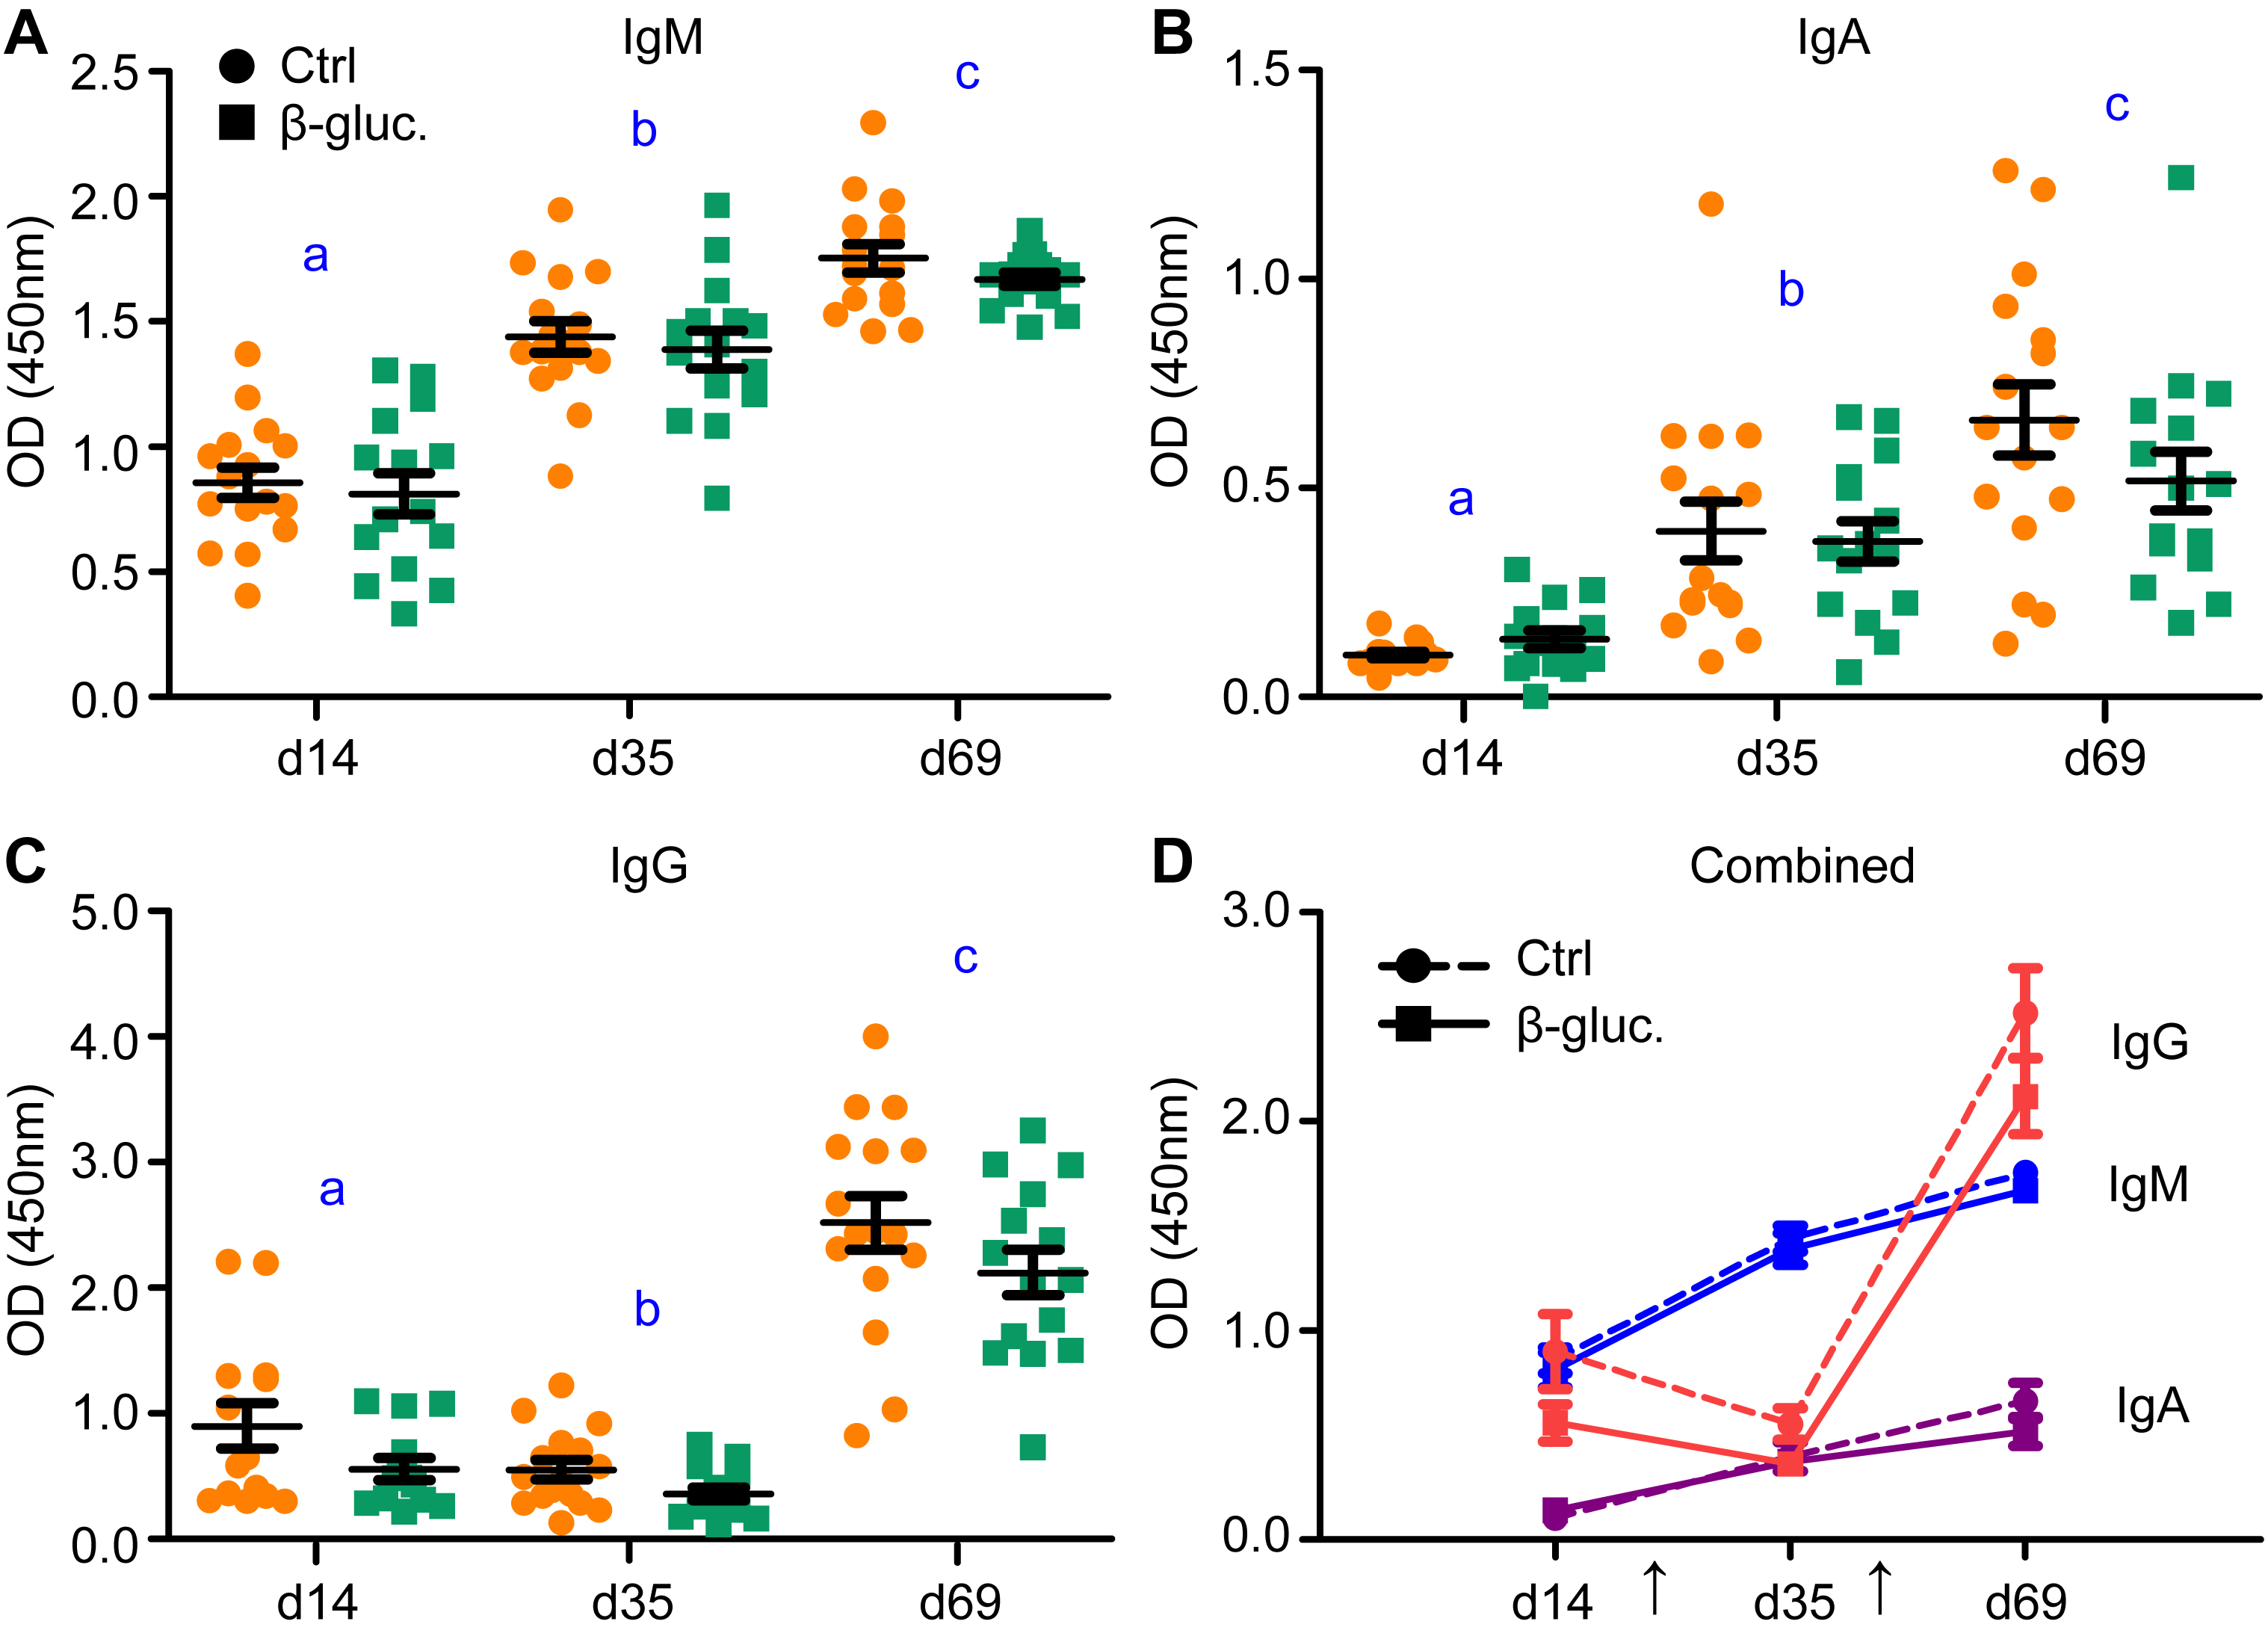 A
IgM
2.5
2.0
1.5
1.0
0.5
0.0
OD (450nm)
Ctrl
β-gluc.
a
b
c
d14
d35
d69
B
IgA
1.5
1.0
0.5
0.0
OD (450nm)
a
b
c
d14
d35
d69
C
IgG
5.0
4.0
3.0
2.0
1.0
0.0
OD (450nm)
a
b
c
d14
d35
d69
D
Combined
3.0
2.0
1.0
0.0
OD (450nm)
Ctrl
β-gluc.
IgG
IgM
IgA
d14 ↑ d35 ↑ d69